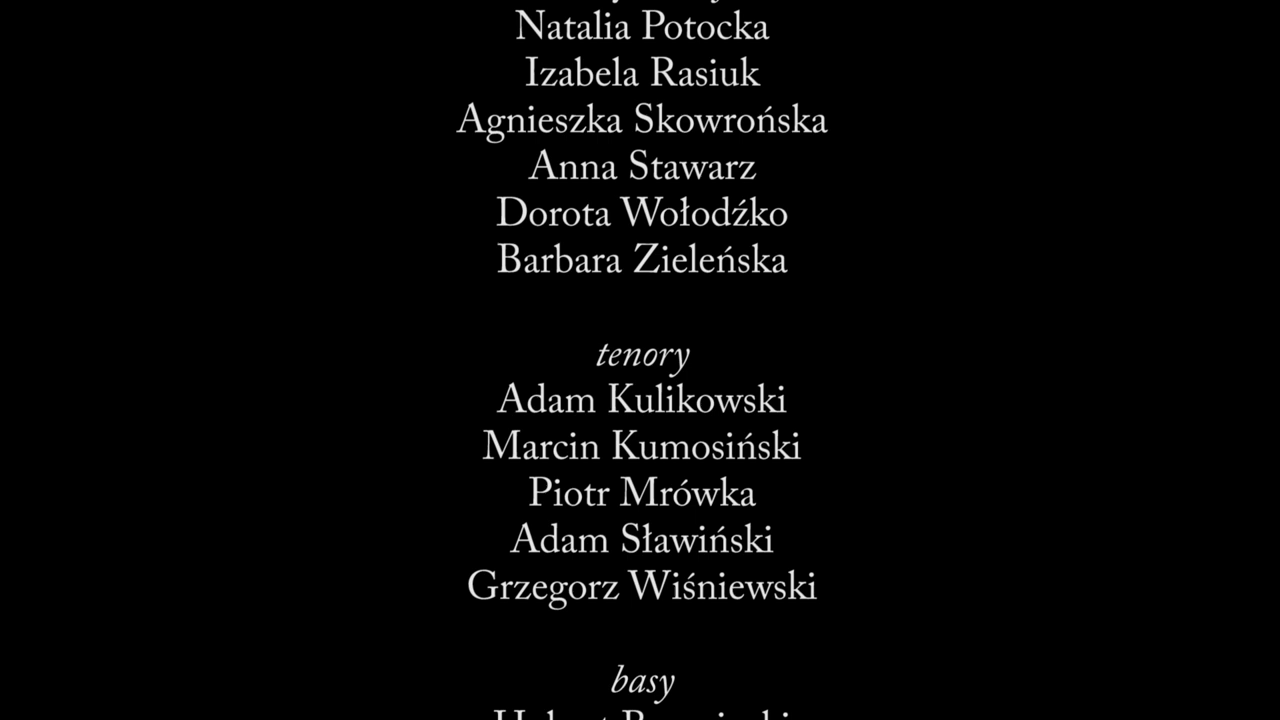 Natalia Potocka
Izabela Rasiuk
Agnieszka Skowrońska
Anna Stawarz
Dorota Wołodźko
Barbara Zieleńska
tenory
Adam Kulikowski
Marcin Kumosiński
Piotr Mrówka
Adam Sławiński
Grzegorz Wiśniewski
basy